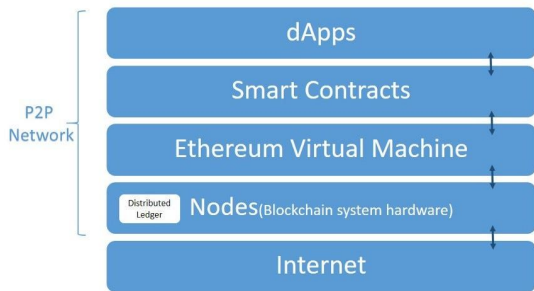 dApps
Smart Contracts
P2P
Network
Ethereum Virtual Machine
Distributed
Ledger
Nodes(Blockchain system hardware)
Internet